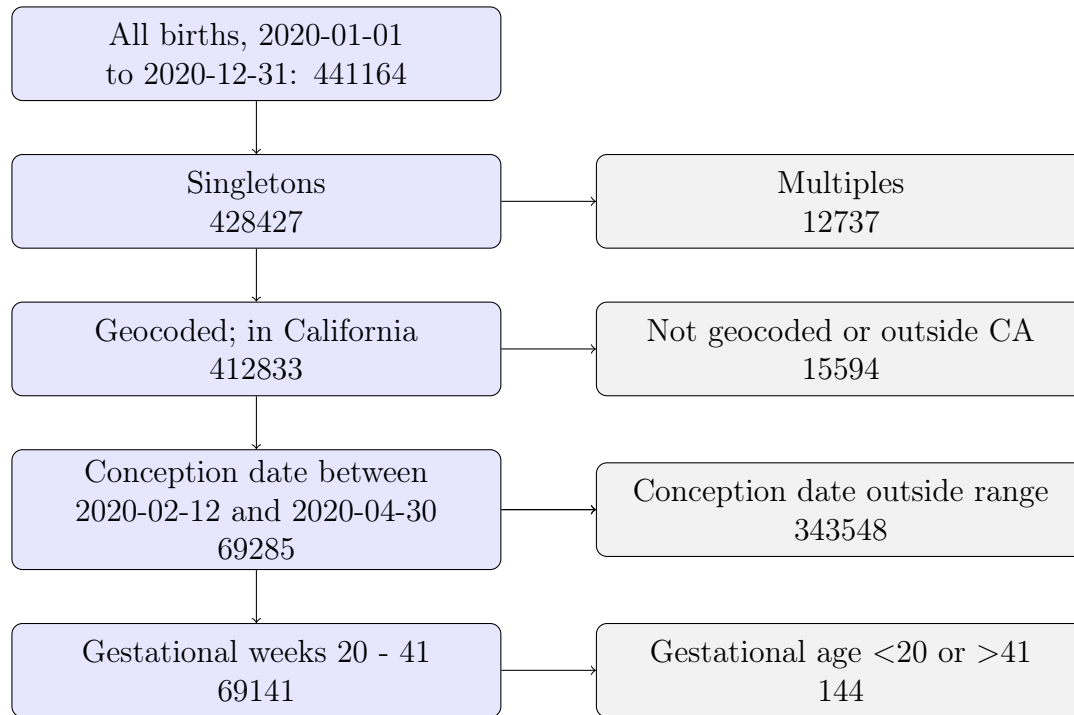 All births, 2020-01-01
to 2020-12-31: 441164
Singletons
428427
Multiples
12737
Geocoded; in California
412833
Not geocoded or outside CA
15594
Conception date between
2020-02-12 and 2020-04-30
69285
Conception date outside range
343548
Gestational weeks 20 - 41
69141
Gestational age <20 or >41
144